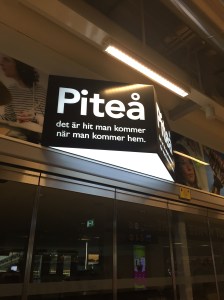 Piteå
det är hit man kommer
när man kommer hem.